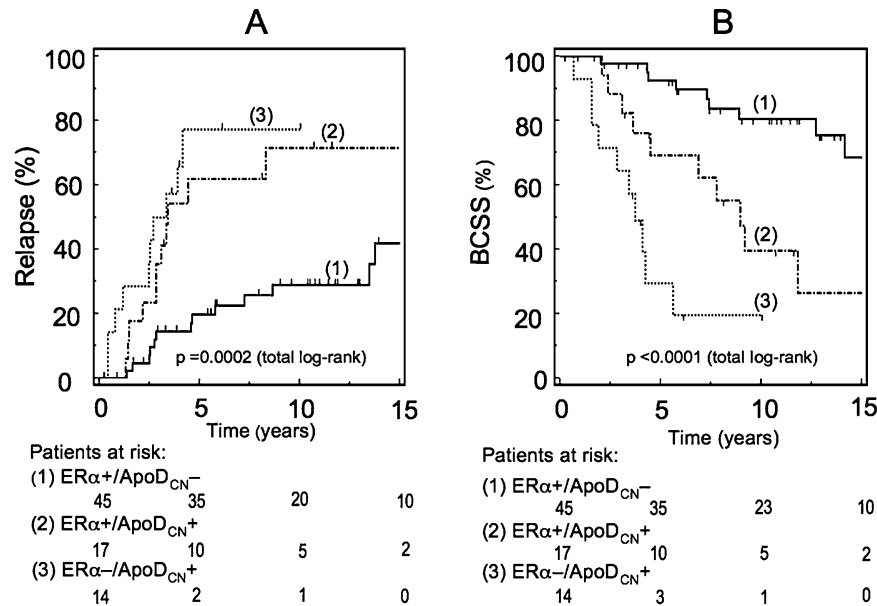 A
Relapse (%)
100
80
60
40
20
0
(3)
(2)
(1)
p =0.0002 (total log-rank)
0 5 10 15
Time (years)
Patients at risk:
(1) ERα+/ApoDCN–
45 35 20 10
(2) ERα+/ApoDCN+
17 10 5 2
(3) ERα–/ApoDCN+
14 2 1 0
B
BCSS (%)
100
80
60
40
20
0
(1)
(2)
(3)
p <0.0001 (total log-rank)
0 5 10 15
Time (years)
Patients at risk:
(1) ERα+/ApoDCN–
45 35 23 10
(2) ERα+/ApoDCN+
17 10 5 2
(3) ERα–/ApoDCN+
14 3 1 0